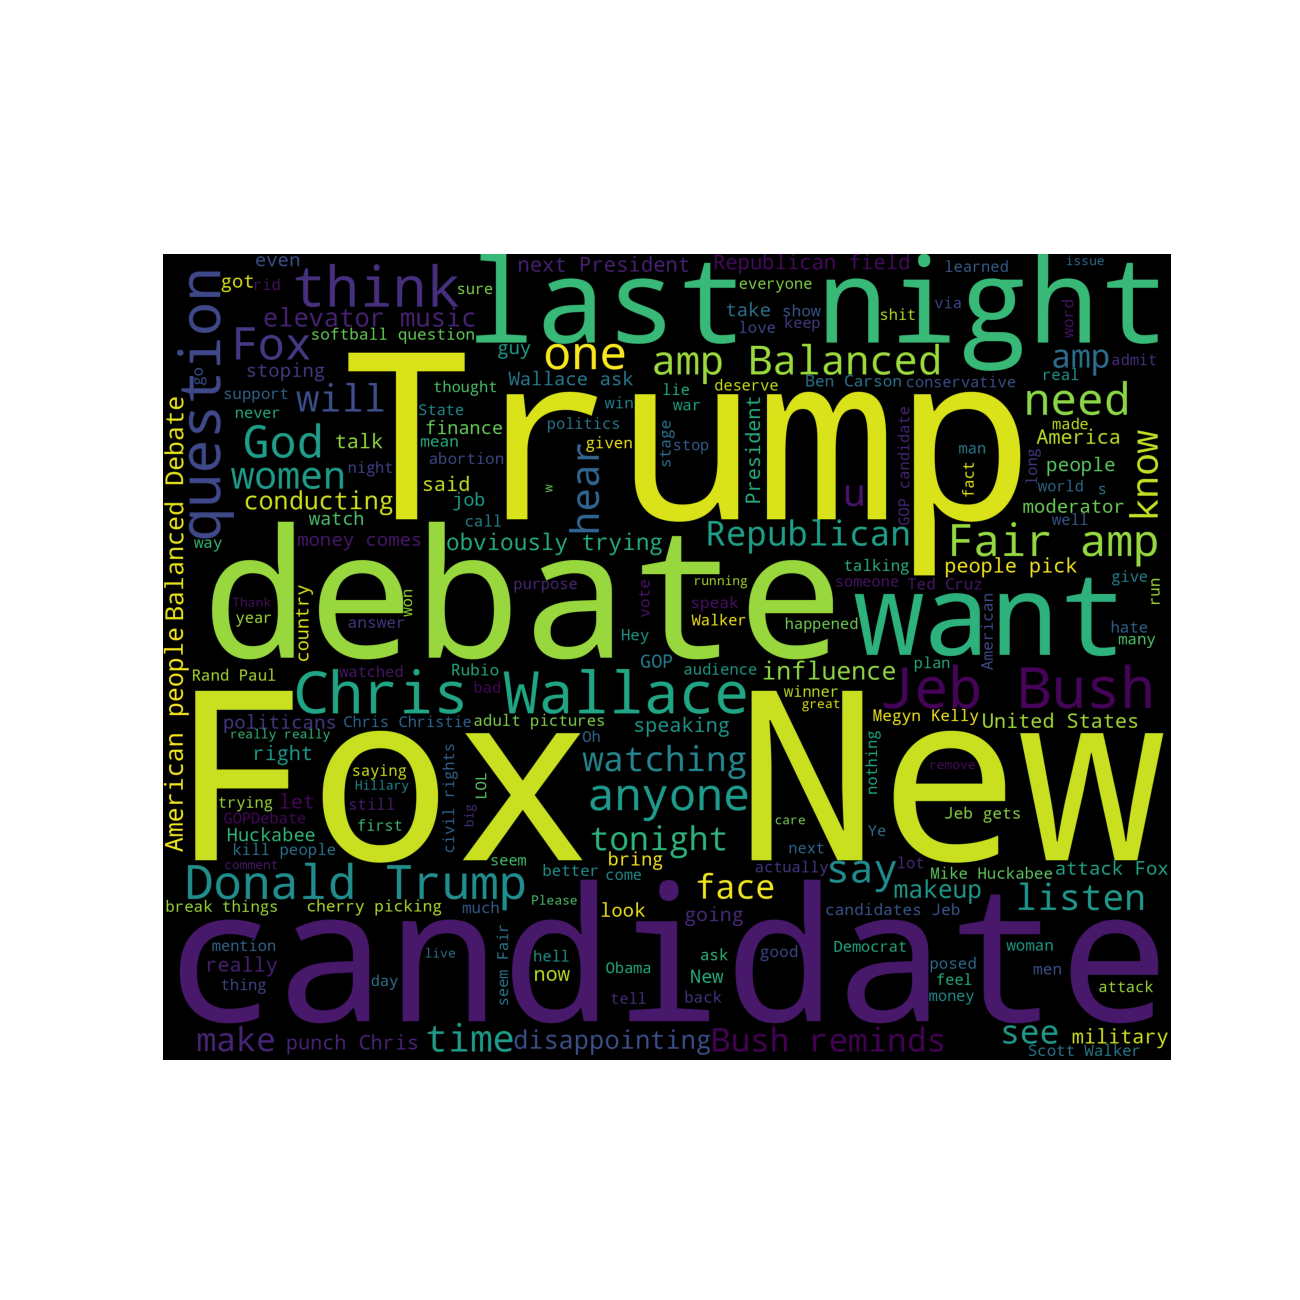 even
next President
Republican field
learned
issue
got
rid
think
sure
last night
everyone
elevator music
take
show
via
word
softball question
love
keep
shit
question
Fox
guy
one
amp Balanced
amp
admit
stoping
go
Wallace ask
deserve
Ben Carson
conservative
real
support
will
thought
Trump
lie
win
war
need
never
State
finance
politics
made
God
talk
mean
given
stage
stop
President
man
America
women
night
abortion
hear
GOP candidate
fact
long
people
know
said
world
s
conducting
job
w
u
moderator
watch
call
well
way
money comes
obviously trying
Republican
Fair amp
American people
Balanced Debate
debate
talking
people pick
purpose
running
someone
Ted Cruz
give
run
Thank
country
won
vote
want
year
answer
speak
Walker
happened
American
hate
Hey
many
watched
Rubio
GOP
audience
influence
plan
Rand Paul
bad
Chris Wallace
winner
Jeb Bush
great
politicians
Chris Christie
adult pictures
speaking
Megyn Kelly
United States
really really
Oh
right
civil rights
watching
nothing
saying
Fox New
remove
Hillary
LOL
trying
let
still
anyone
big
GOPDebate
first
care
Jeb gets
Huckabee
tonight
Ye
kill people
next
comment
seem
bring
actually
say
lot
Mike Huckabee
attack Fox
Donald Trump
better
come
face
makeup
listen
break things
cherry picking
much
Please
look
going
candidates Jeb
candidate
mention
seem Fair
live
hell
ask
good
Democrat
woman
really
Obama
posed
men
thing
day
now
New
feel
attack
tell
back
money
make
punch Chris
time
disappointing
Bush reminds
see
military
Scott Walker